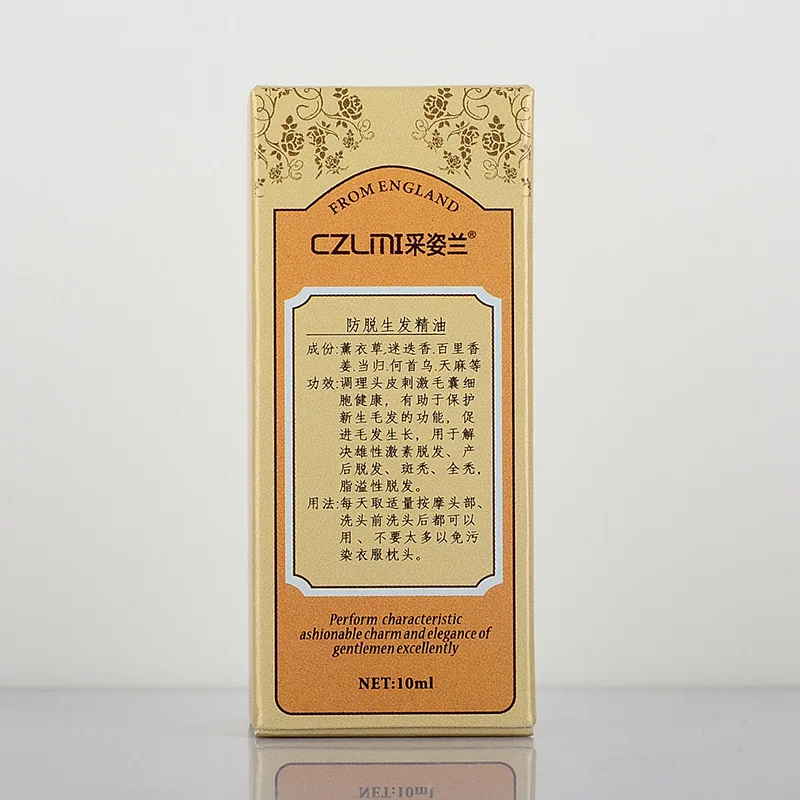 FROM ENGLAND
CZLMI采姿兰®
防脱生发精油
成份:薰衣草.迷迭香.百里香
姜.当归.何首乌.天麻等
功效:调理头皮刺激毛囊细
胞健康，有助于保护
新生毛发的功能，促
进毛发生长，用于解
决雄性激素脱发、产
后脱发、斑秃、全秃，
脂溢性脱发。
用法:每天取适量按摩头部、
洗头前洗头后都可以
用、不要太多以免污
染衣服枕头。
Perform characteristic
ashionable charm and elegance of
gentlemen excellently
NET:10ml